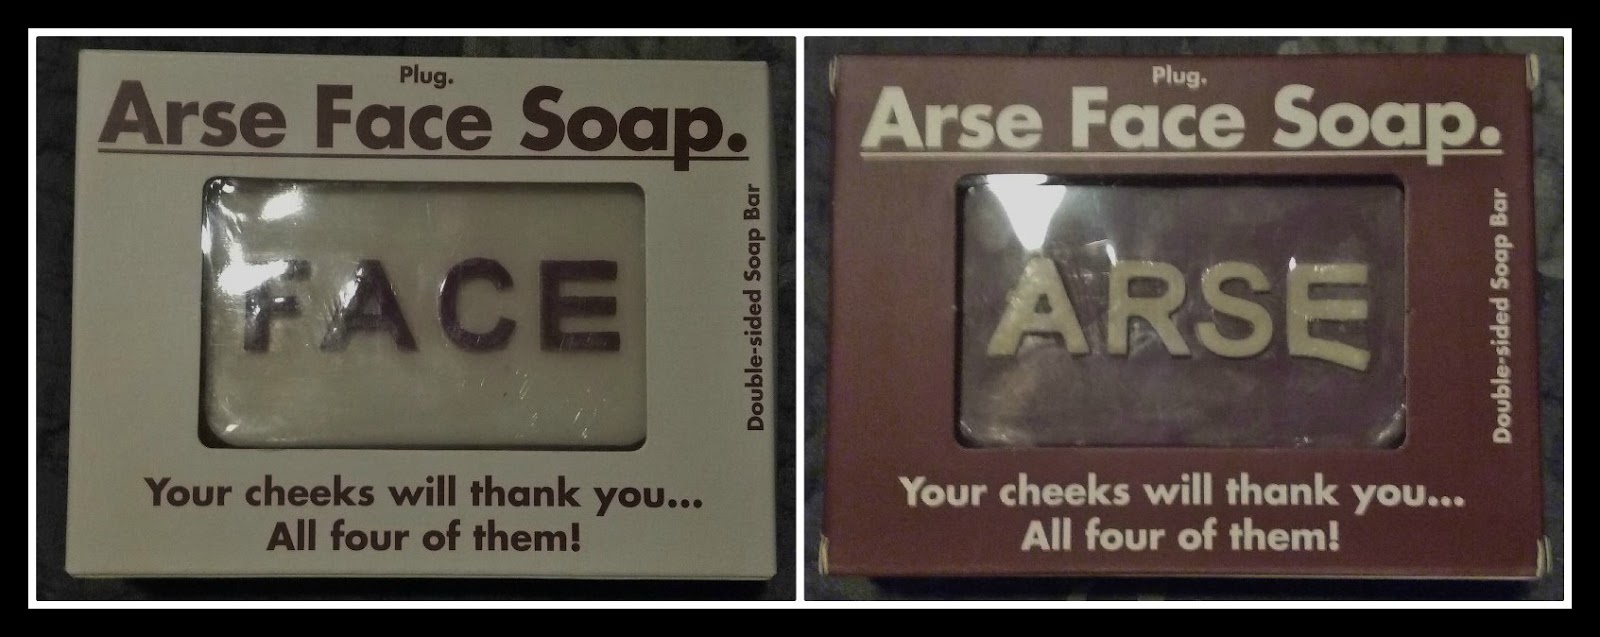 Plug.
Arse Face Soap.
FACE
Double-sided Soap Bar
Your cheeks will thank you...
All four of them!
Plug.
Arse Face Soap.
ARSE
Double-sided Soap Bar
Your cheeks will thank you...
All four of them!